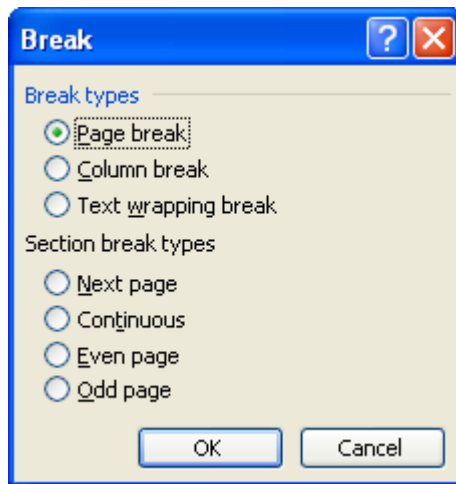 Break
?
Break types
Page break
Column break
Text wrapping break
Section break types
Next page
Continuous
Even page
Odd page
OK Cancel